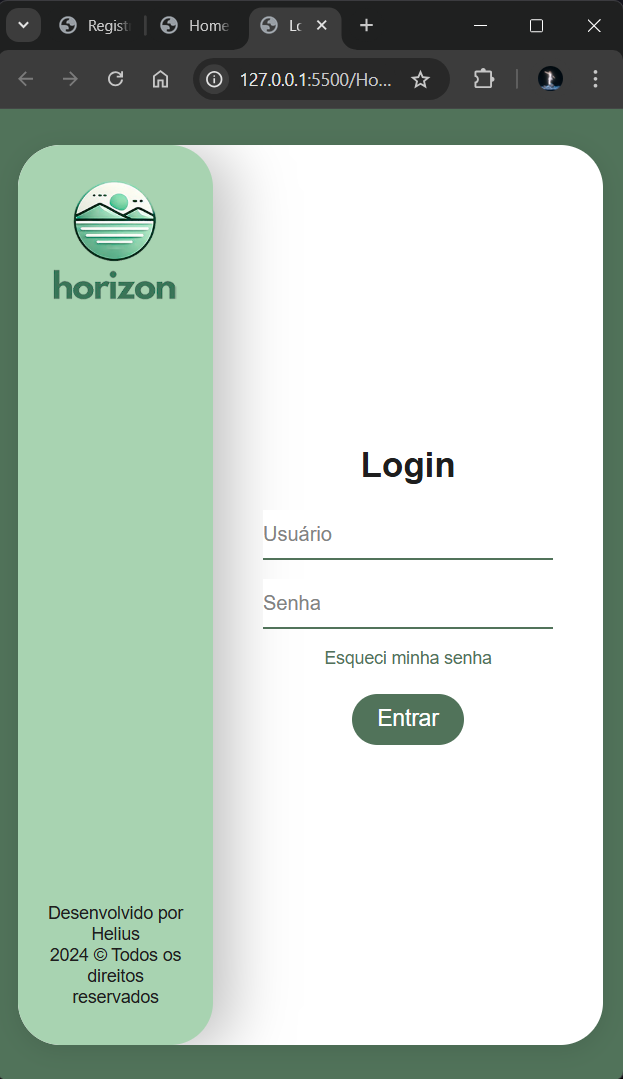 Regist
Home
Lo
127.0.0.1:5500/Ho...
horizon
Login
Usuário
Senha
Esqueci minha senha
Entrar
Desenvolvido por
Helius
2024 © Todos os
direitos
reservados